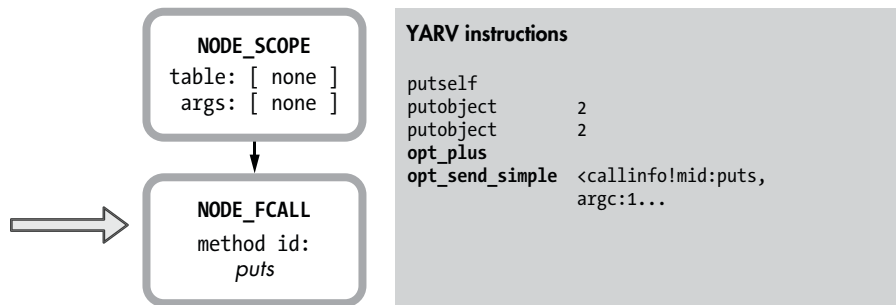 NODE_SCOPE
table: [ none ]
args: [ none ]
NODE_FCALL
method id:
puts
YARV instructions
putself
putobject 2
putobject 2
opt_plus
opt_send_simple <callinfo!mid:puts,
argc:1...